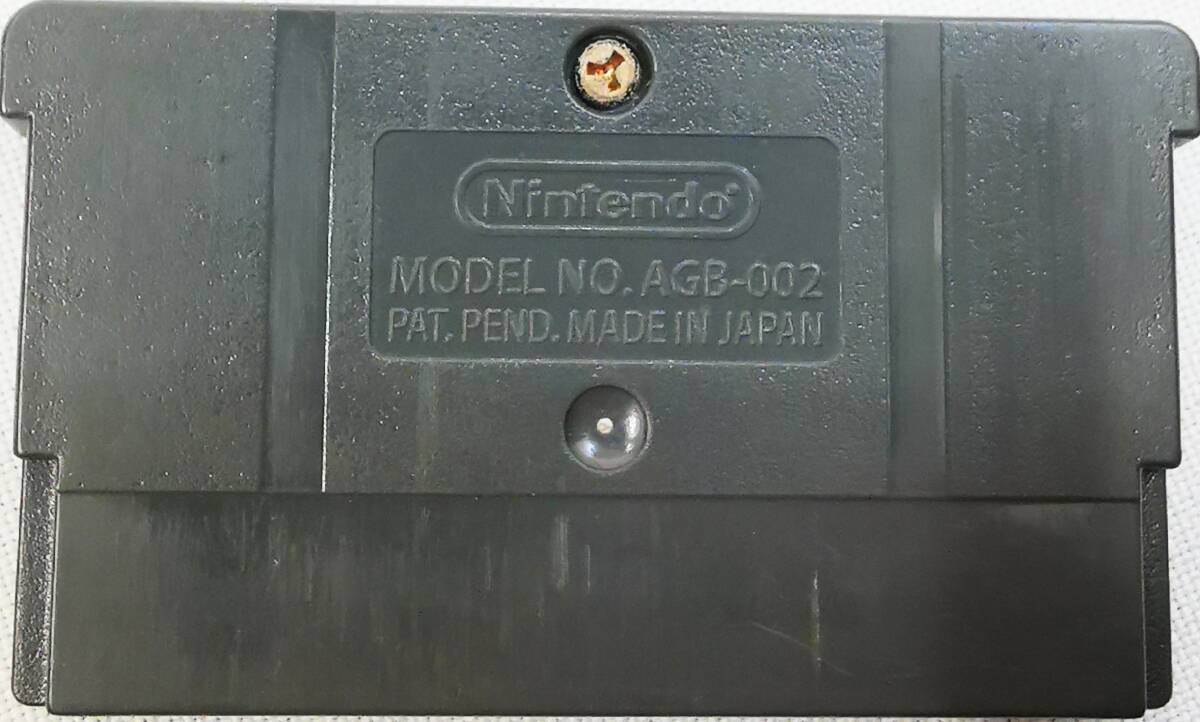 Nintendo®
MODEL NO. AGB-002
PAT. PEND. MADE IN JAPAN